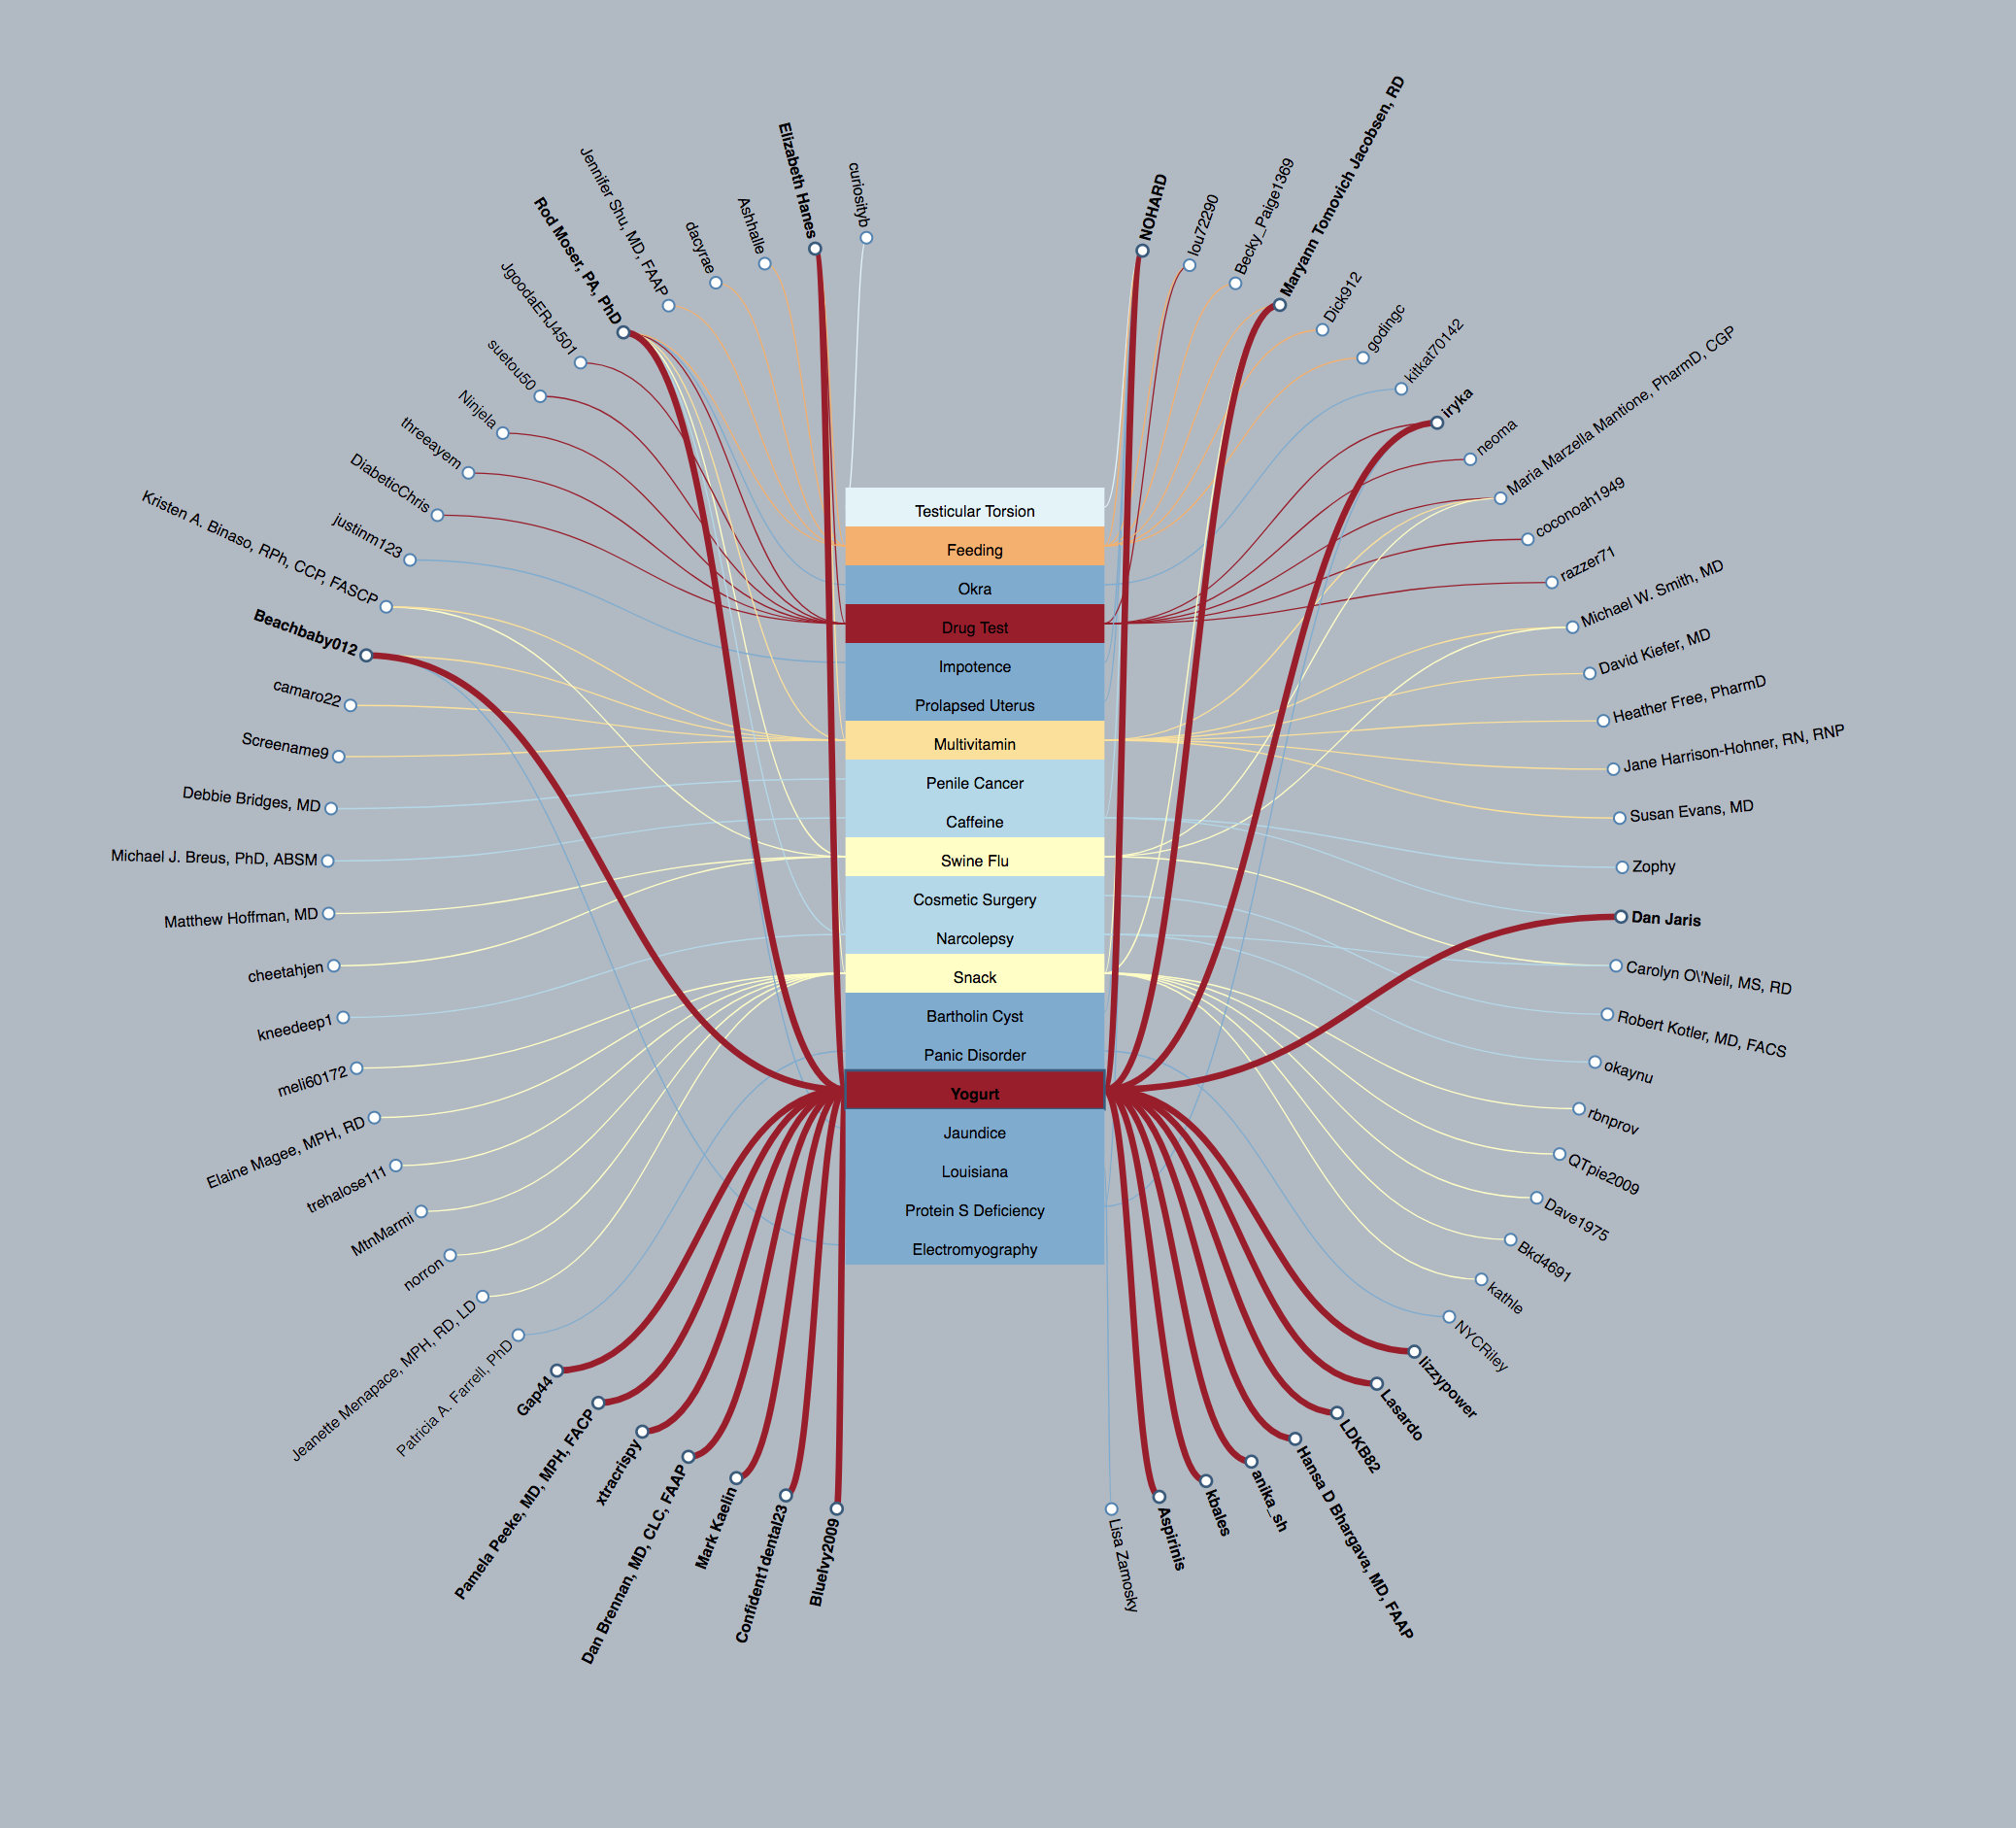 curiosityb
Elizabeth Hanes
Ashhalle
dacyrae
Jennifer Shu, MD, FAAP
Rod Moser, PA, PhD
JgoodaERJ4501
suetou50
Ninjela
threeayem
DiabeticChris
justinm123
Kristen A. Binaso, RPh, CCP, FASCP
Beachbaby012
camaro22
Screename9
Debbie Bridges, MD
Michael J. Breus, PhD, ABSM
Matthew Hoffman, MD
cheetahjen
kneedeep1
meli60172
Elaine Magee, MPH, RD
trehalose111
MtnMarmi
norron
Jeanette Menapace, MPH, RD, LD
Patricia A. Farrell, PhD
Gap44
Pamela Peeke, MD, MPH, FACP
xtracrispy
Dan Brennan, MD, CLC, FAAP
Mark Kaelin
Confident1dental23
BlueIvy2009
Testicular Torsion
Feeding
Okra
Drug Test
Impotence
Prolapsed Uterus
Multivitamin
Penile Cancer
Caffeine
Swine Flu
Cosmetic Surgery
Narcolepsy
Snack
Bartholin Cyst
Panic Disorder
Yogurt
Jaundice
Louisiana
Protein S Deficiency
Electromyography
NOHARD
lou72290
Becky_Paige1369
Maryann Tomovich Jacobsen, RD
Dick912
godingc
kitkat70142
iryka
neoma
Maria Marzella Mantione, PharmD, CGP
coconoah1949
razzer71
Michael W. Smith, MD
David Kiefer, MD
Heather Free, PharmD
Jane Harrison-Hohner, RN, RNP
Susan Evans, MD
Zophy
Dan Jaris
Carolyn O\'Neil, MS, RD
Robert Kotler, MD, FACS
okaynu
rbnprov
QTpie2009
Dave1975
Bkd4691
kathle
NYCRiley
lizzypower
Lasardo
LDKB82
Hansa D Bhargava, MD, FAAP
anika_sh
kbales
Aspirinis
Lisa Zamosky